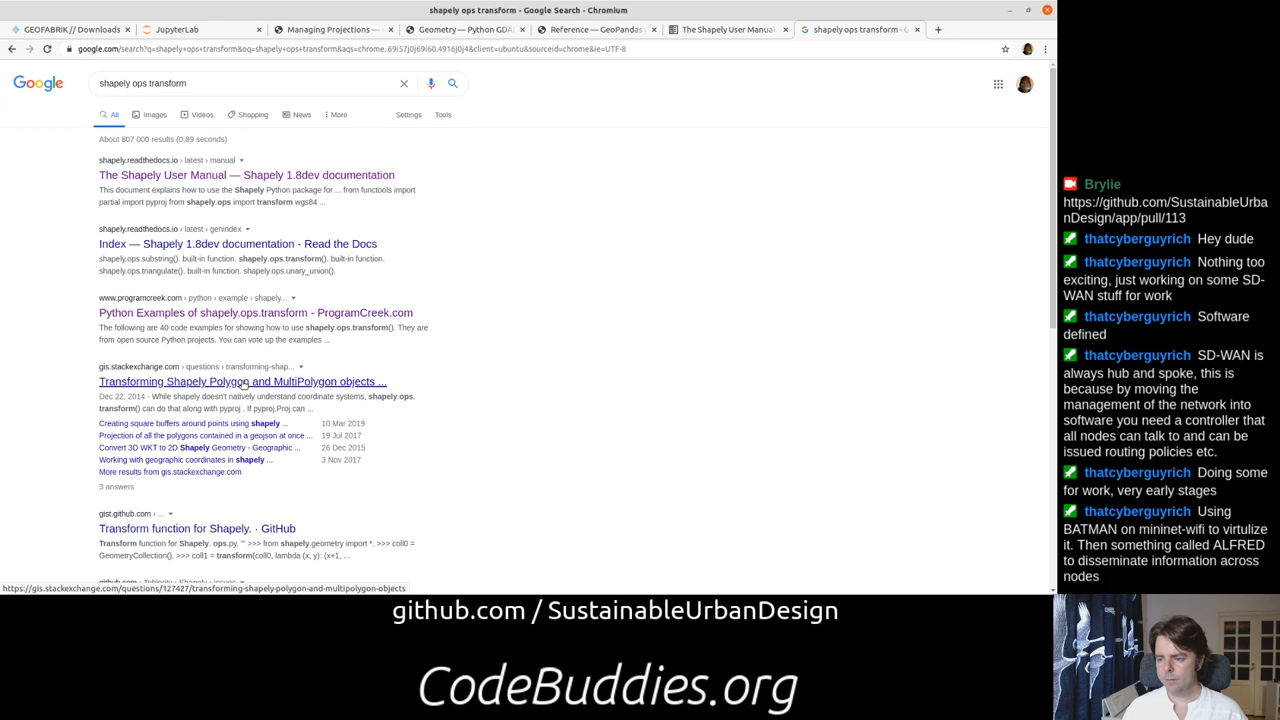 shapely ops transform - Google Search - Chromium
GEOFABRIK // Downloads
JupyterLab
Managing Projections —
Geometry — Python GDA
Reference — GeoPandas
The Shapely User Manual
shapely ops transform - G
google.com/search?q=shapely+ops+transform&oq=shapely+ops+transform&aqs=chrome..69i57j0j69i60.4916j0j4&client=ubuntu&sourceid=chrome&ie=UTF-8
Google
shapely ops transform
All
Images
Videos
Shopping
News
More
Settings
Tools
About 807 000 results (0,89 seconds)
shapely.readthedocs.io › latest › manual
The Shapely User Manual — Shapely 1.8dev documentation
This document explains how to use the Shapely Python package for ... from functools import
partial import pyproj from shapely.ops import transform wgs84 ...
shapely.readthedocs.io › latest › genindex
Index — Shapely 1.8dev documentation - Read the Docs
shapely.ops.substring(). built-in function. shapely.ops.transform(). built-in function.
shapely.ops.triangulate(). built-in function. shapely.ops.unary_union().
www.programcreek.com › python › example › shapely...
Python Examples of shapely.ops.transform - ProgramCreek.com
The following are 40 code examples for showing how to use shapely.ops.transform(). They are
from open source Python projects. You can vote up the examples ...
gis.stackexchange.com › questions › transforming-shap...
Transforming Shapely Polygon and MultiPolygon objects ...
Dec 22, 2014 - While shapely doesn't natively understand coordinate systems, shapely.ops.
transform() can do that along with pyproj . If pyproj.Proj can ...
Creating square buffers around points using shapely ... 10 Mar 2019
Projection of all the polygons contained in a geojson at once ... 19 Jul 2017
Convert 3D WKT to 2D Shapely Geometry - Geographic ... 26 Dec 2015
Working with geographic coordinates in shapely ... 3 Nov 2017
More results from gis.stackexchange.com
3 answers
gist.github.com › ...
Transform function for Shapely. · GitHub
Transform function for Shapely. ops.py. ''' >>> from shapely.geometry import *. >>> coll0 =
GeometryCollection(). >>> coll1 = transform(coll0, lambda (x, y): (x+1, ...
https://gis.stackexchange.com/questions/127427/transforming-shapely-polygon-and-multipolygon-objects
Brylie
https://github.com/SustainableUrba
nDesign/app/pull/113
thatcyberguyrich Hey dude
thatcyberguyrich Nothing too
exciting, just working on some SD-
WAN stuff for work
thatcyberguyrich Software
defined
thatcyberguyrich SD-WAN is
always hub and spoke, this is
because by moving the
management of the network into
software you need a controller that
all nodes can talk to and can be
issued routing policies etc.
thatcyberguyrich Doing some
for work, very early stages
thatcyberguyrich Using
BATMAN on mininet-wifi to virtulize
it. Then something called ALFRED
to disseminate information across
nodes
github.com / SustainableUrbanDesign
CodeBuddies.org